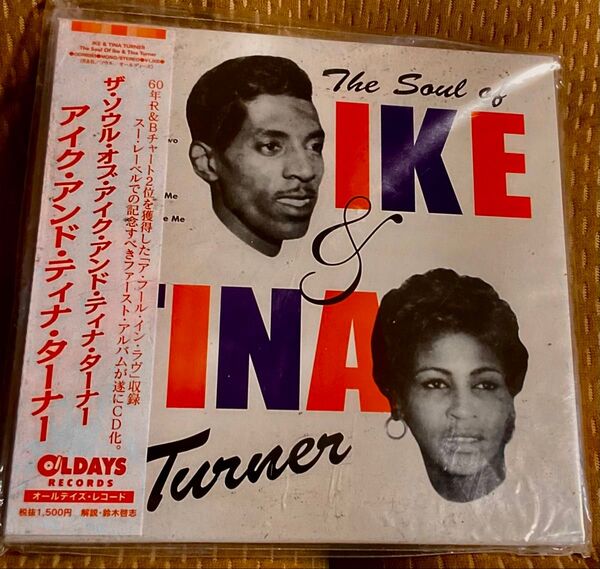 IKE & TINA TURNER
The Soul Of Ike & Tina Turner
60年R&Bチャート2位を獲得した「ア・フール・イン・ラヴ」収録
スー・レーベルでの記念すべきファースト・アルバムが遂にCD化。
ザ・ソウル・オブ・アイク・アンド・ティナ・ターナー
アイク・アンド・ティナ・ターナー
OLDAYS
RECORDS
オールデイズ・レコード
税抜1,500円 解説・鈴木啓志
The Soul of
IKE
&
TINA
Turner
Me
Me